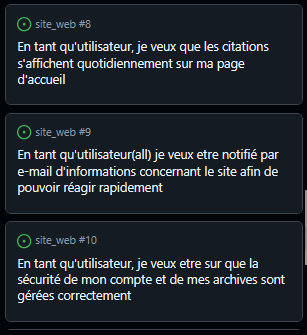 site_web #8
En tant qu'utilisateur, je veux que les citations
s'affichent quotidiennement sur ma page
d'accueil
site_web #9
En tant qu'utilisateur(all) je veux etre notifié par
e-mail d'informations concernant le site afin de
pouvoir réagir rapidement
site_web #10
En tant qu'utilisateur, je veux etre sur que la
sécurité de mon compte et de mes archives sont
gérées correctement